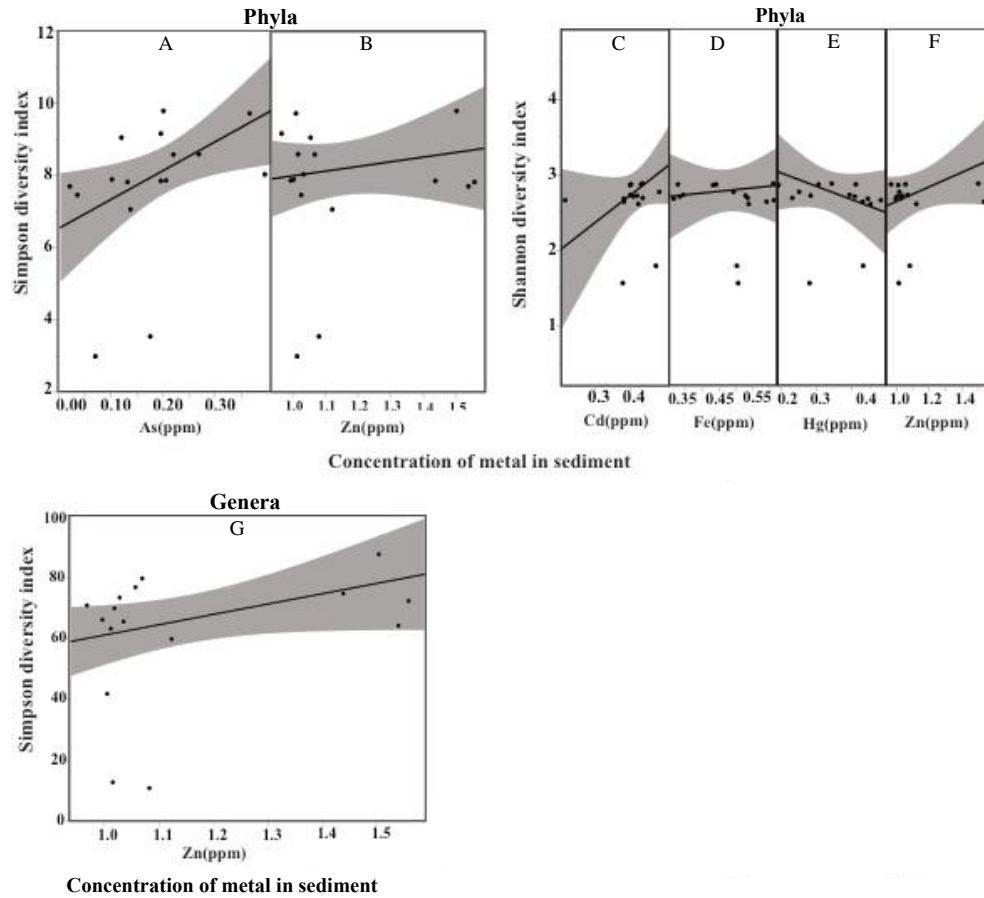 Phyla
A B
Simpson diversity index
12
10
8
6
4
2
0.00 0.10 0.20 0.30
As(ppm)
1.0 1.1 1.2 1.3 1.4 1.5
Zn(ppm)
Phyla
C D E F
Shannon diversity index
4
3
2
1
0.3 0.4
Cd(ppm)
0.35 0.45 0.55
Fe(ppm)
0.2 0.3 0.4
Hg(ppm)
1.0 1.2 1.4
Zn(ppm)
Concentration of metal in sediment
Genera
G
Simpson diversity index
100
80
60
40
20
0
1.0 1.1 1.2 1.3 1.4 1.5
Zn(ppm)
Concentration of metal in sediment